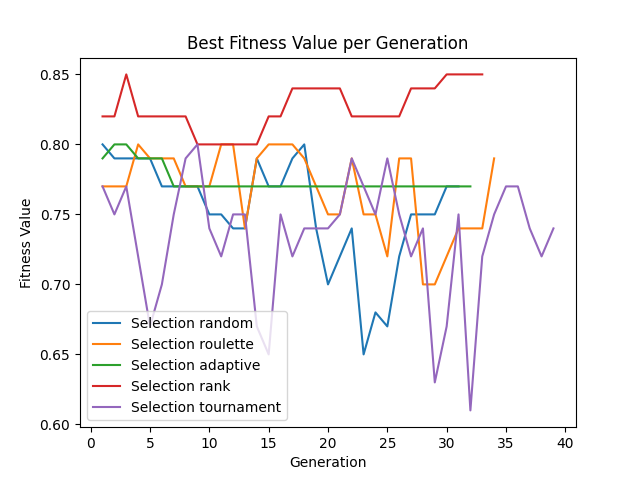 Best Fitness Value per Generation
0.85
0.80
0.75
0.70
0.65
0.60
Fitness Value
Selection random
Selection roulette
Selection adaptive
Selection rank
Selection tournament
0 5 10 15 20 25 30 35 40
Generation